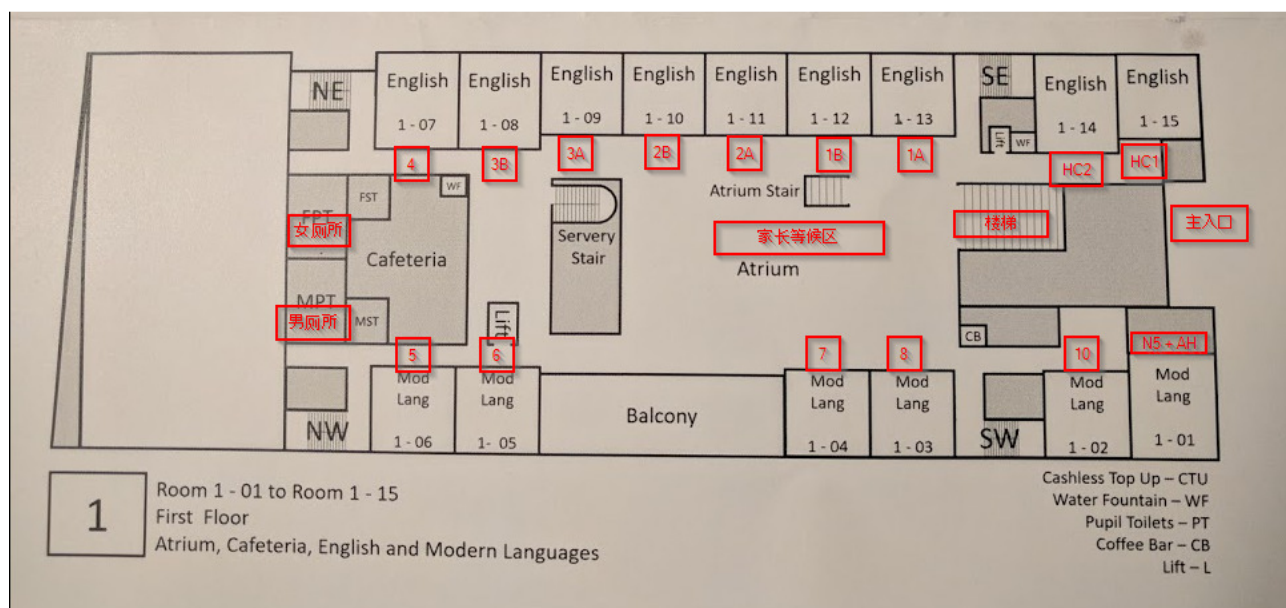 NE
English
1 - 07
English
1 - 08
English
1 - 09
English
1 - 10
English
1 - 11
English
1 - 12
English
1 - 13
SE
Lift
WF
English
1 - 14
English
1 - 15
4
3B
3A
2B
2A
1B
1A
HC2
HC1
FPT
女厕所
FST
WF
Cafeteria
MPT
男厕所
MST
Lift
Servery
Stair
Atrium Stair
家长等候区
Atrium
楼梯
主入口
CB
5
6
7
8
10
N5 + AH
NW
Mod
Lang
1 - 06
Mod
Lang
1- 05
Balcony
Mod
Lang
1 - 04
Mod
Lang
1 - 03
SW
Mod
Lang
1 - 02
Mod
Lang
1 - 01
1
Room 1 - 01 to Room 1 - 15
First Floor
Atrium, Cafeteria, English and Modern Languages
Cashless Top Up – CTU
Water Fountain – WF
Pupil Toilets – PT
Coffee Bar – CB
Lift – L